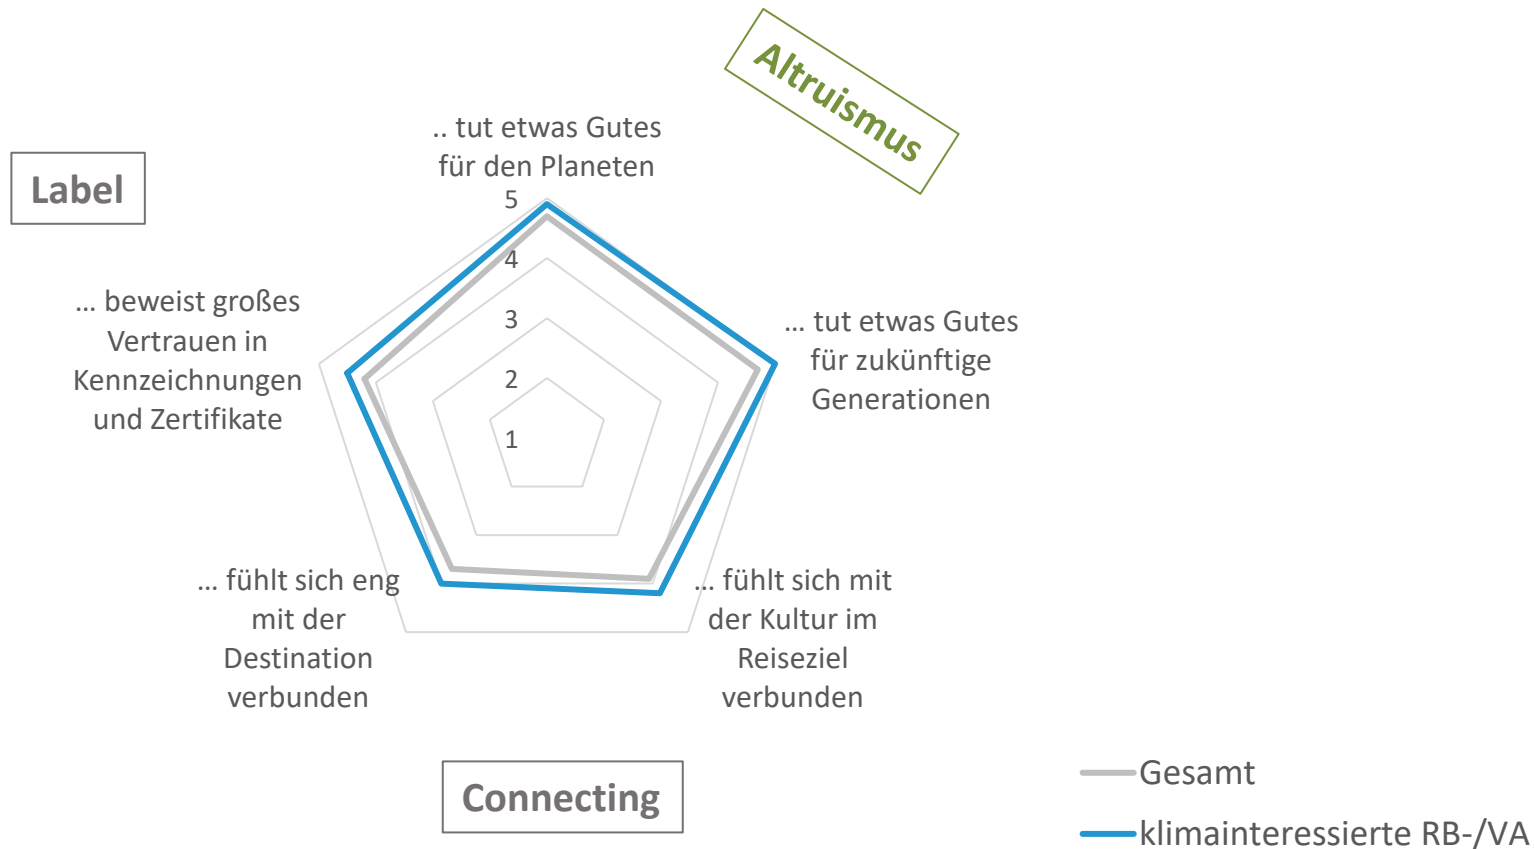 Altruismus
.. tut etwas Gutes
für den Planeten
Label
5
4
3
2
1
... beweist großes
Vertrauen in
Kennzeichnungen
und Zertifikate
... tut etwas Gutes
für zukünftige
Generationen
... fühlt sich eng
mit der
Destination
verbunden
... fühlt sich mit
der Kultur im
Reiseziel
verbunden
Connecting
Gesamt
klimainteressierte RB-/VA